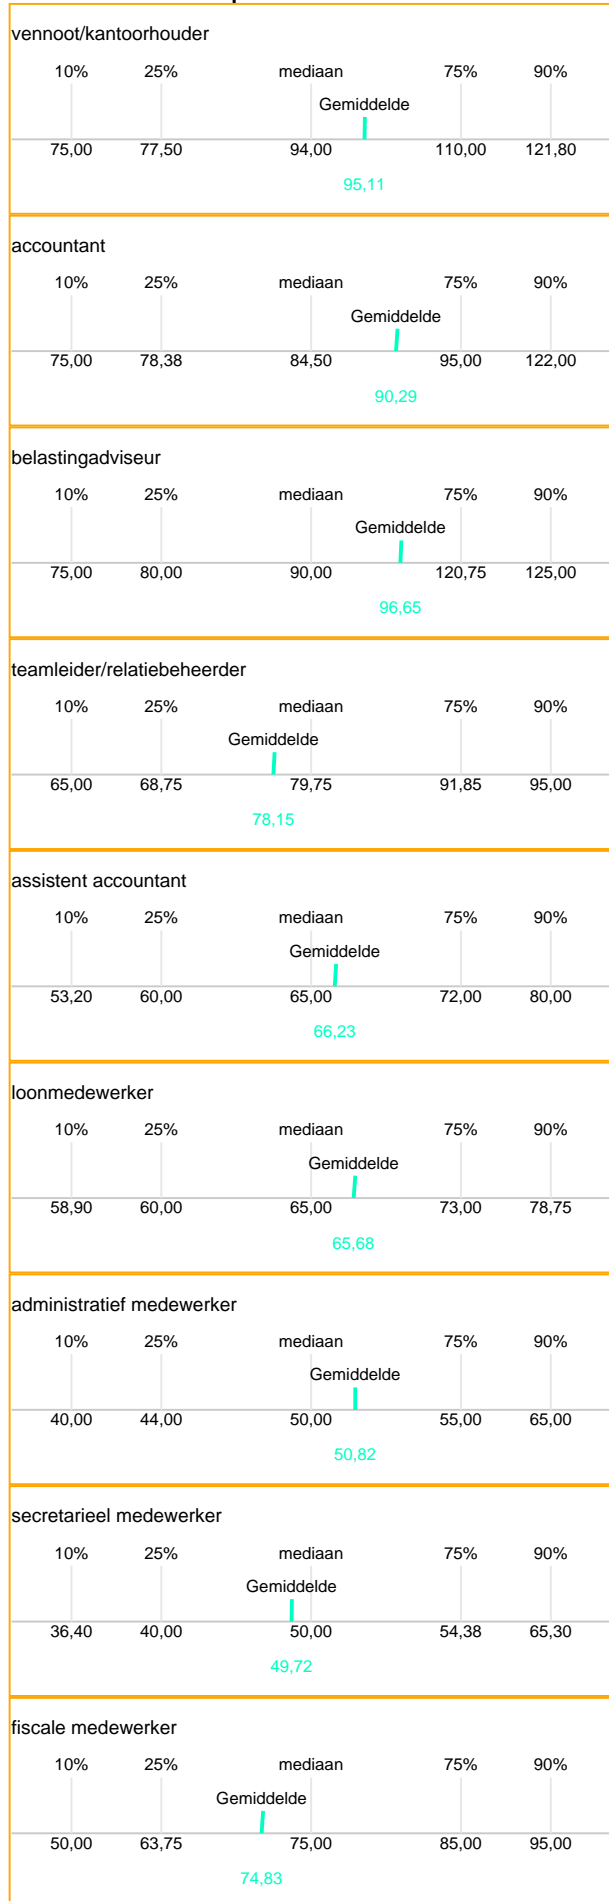 vennoot/kantoorhouder
10% 25% mediaan 75% 90%
Gemiddelde
75,00 77,50 94,00 110,00 121,80
95,11
accountant
10% 25% mediaan 75% 90%
Gemiddelde
75,00 78,38 84,50 95,00 122,00
90,29
belastingadviseur
10% 25% mediaan 75% 90%
Gemiddelde
75,00 80,00 90,00 120,75 125,00
96,65
teamleider/relatiebeheerder
10% 25% mediaan 75% 90%
Gemiddelde
65,00 68,75 79,75 91,85 95,00
78,15
assistent accountant
10% 25% mediaan 75% 90%
Gemiddelde
53,20 60,00 65,00 72,00 80,00
66,23
loonmedewerker
10% 25% mediaan 75% 90%
Gemiddelde
58,90 60,00 65,00 73,00 78,75
65,68
administratief medewerker
10% 25% mediaan 75% 90%
Gemiddelde
40,00 44,00 50,00 55,00 65,00
50,82
secretarieel medewerker
10% 25% mediaan 75% 90%
Gemiddelde
36,40 40,00 50,00 54,38 65,30
49,72
fiscale medewerker
10% 25% mediaan 75% 90%
Gemiddelde
50,00 63,75 75,00 85,00 95,00
74,83